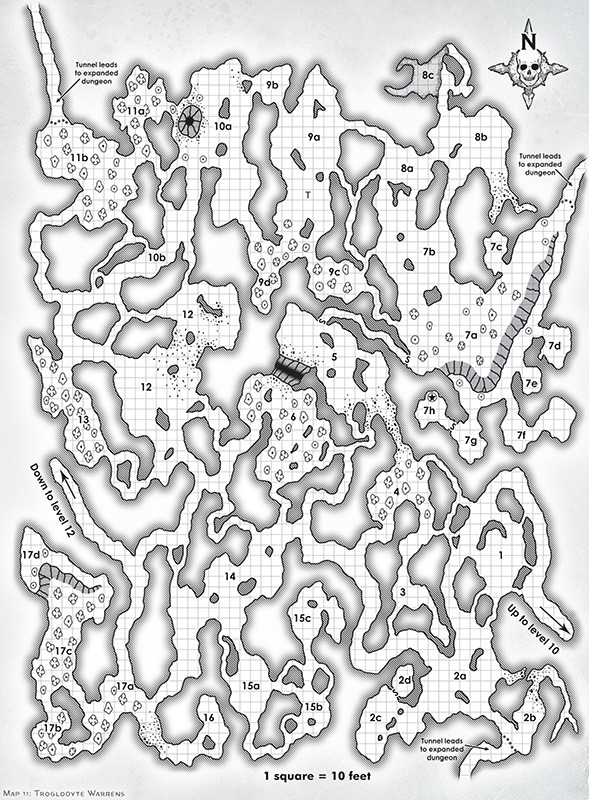 N
8c
Tunnel leads
to expanded
dungeon
9b
11a
10a
9a
8b
8a
11b
Tunnel leads
to expanded
dungeon
T
7b
7c
10b
9c
9d
12
7a
S
5
S
7d
12
7e
13
7h
6
S
7g
7f
Down to level 12
4
1
17d
14
3
15c
Up to level 10
17c
2d
2a
17a
15a
S
16
15b
2c
2b
17b
Tunnel leads
to expanded
dungeon
1 square = 10 feet
Map 11: Troglodyte Warrens